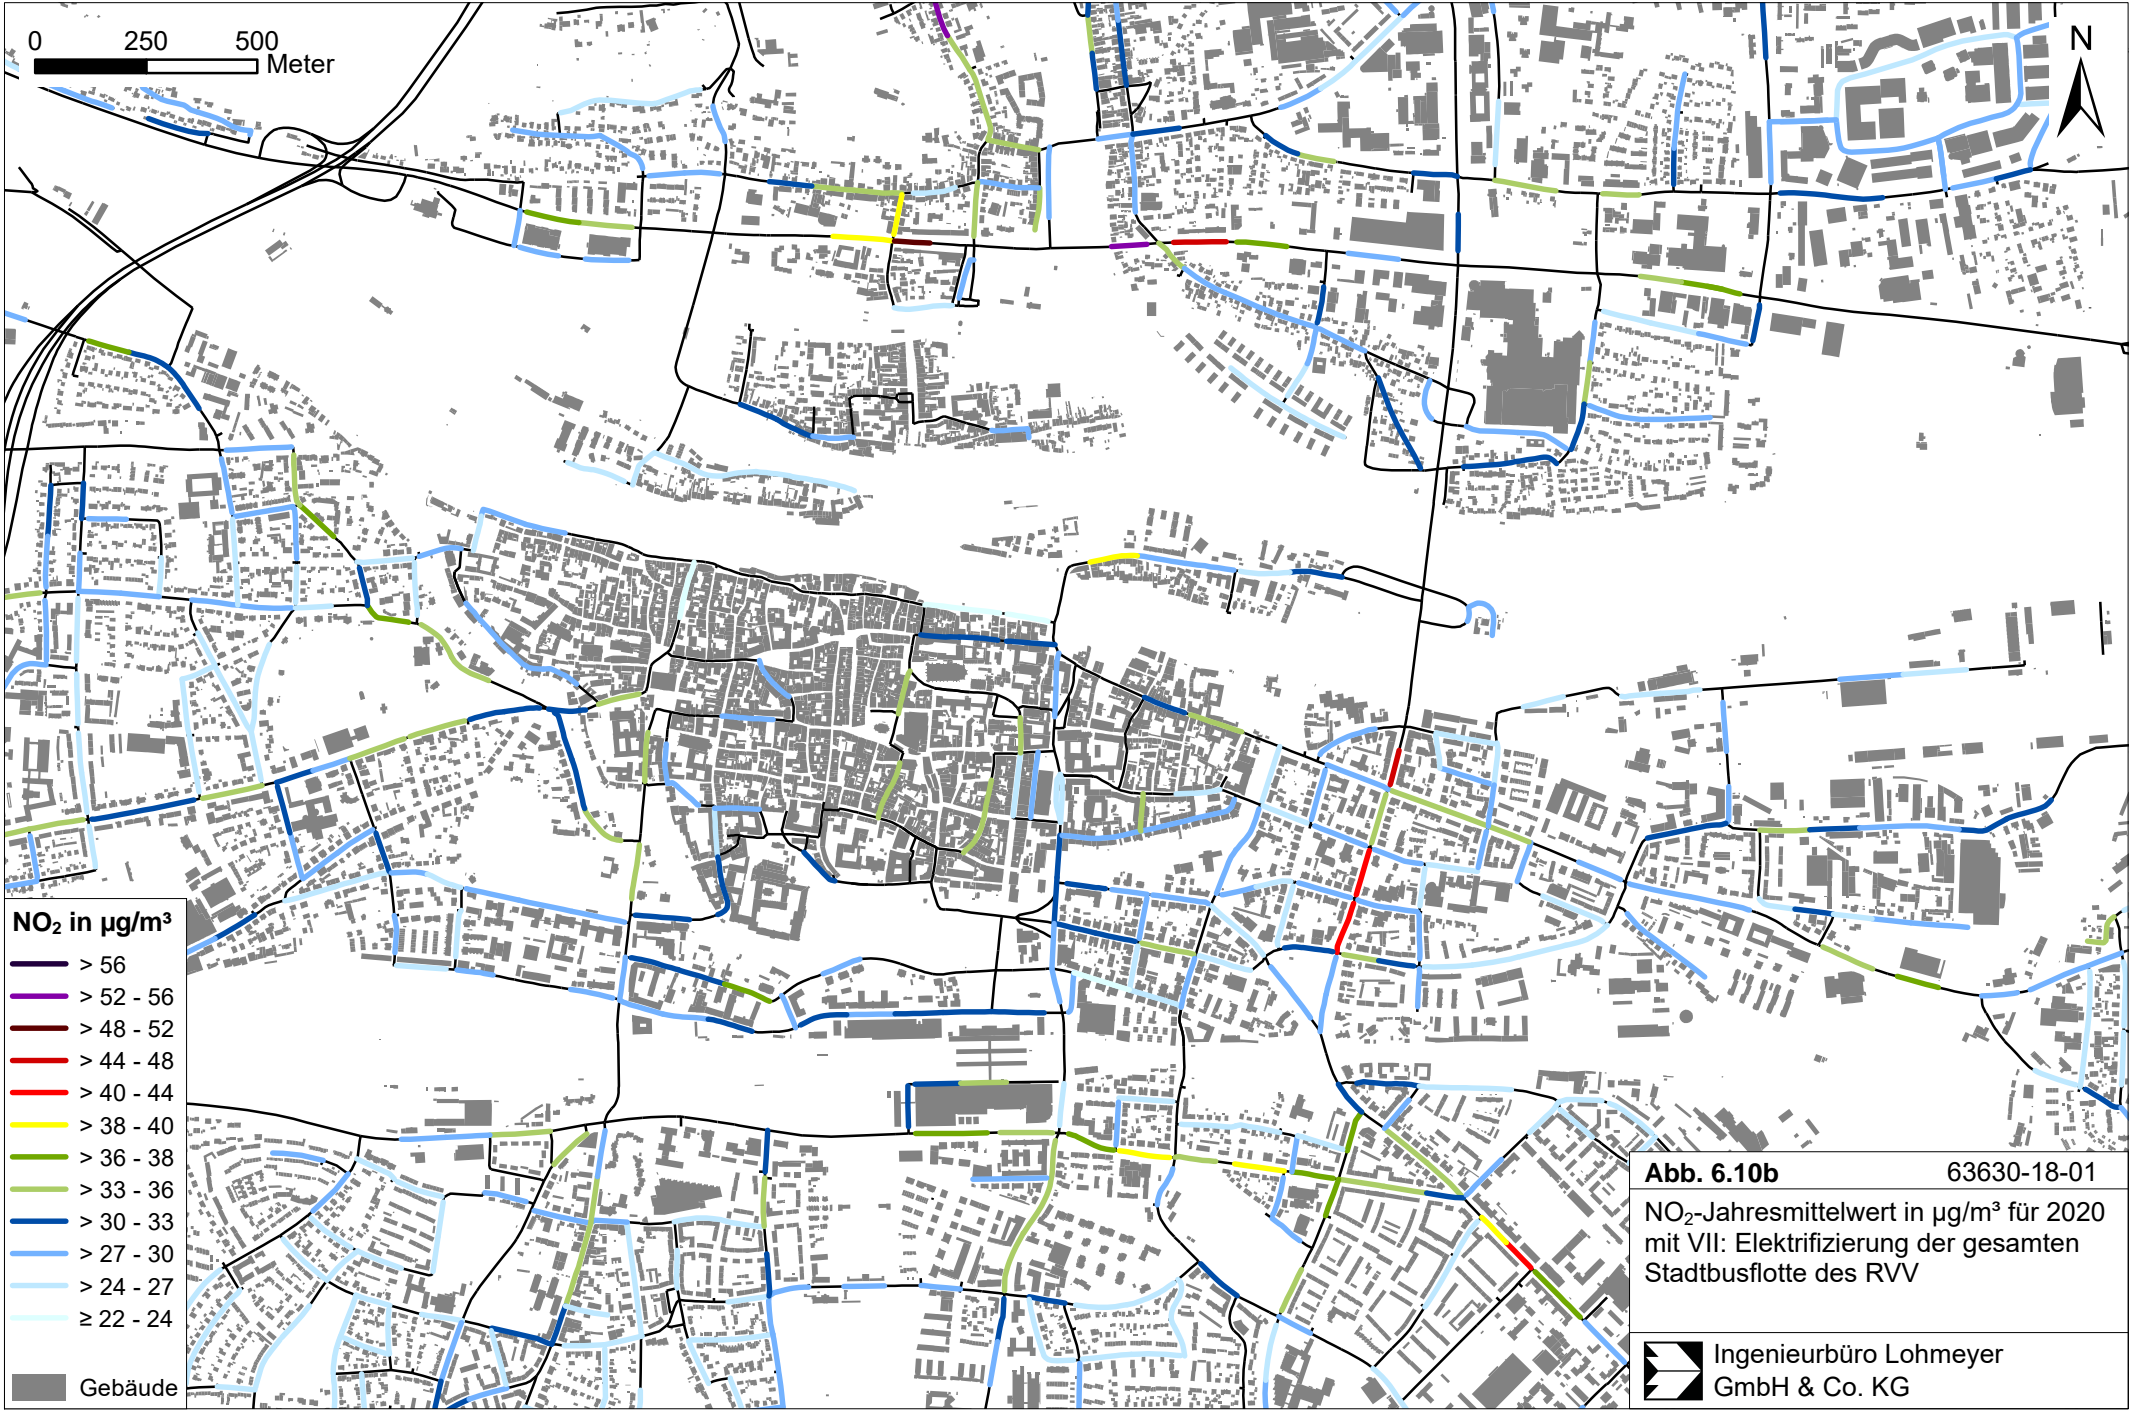 0 250 500
Meter
N
NO₂ in µg/m³
> 56
> 52 - 56
> 48 - 52
> 44 - 48
> 40 - 44
> 38 - 40
> 36 - 38
> 33 - 36
> 30 - 33
> 27 - 30
> 24 - 27
≥ 22 - 24
Gebäude
Abb. 6.10b 63630-18-01
NO₂-Jahresmittelwert in µg/m³ für 2020
mit VII: Elektrifizierung der gesamten
Stadtbusflotte des RVV
Ingenieurbüro Lohmeyer
GmbH & Co. KG